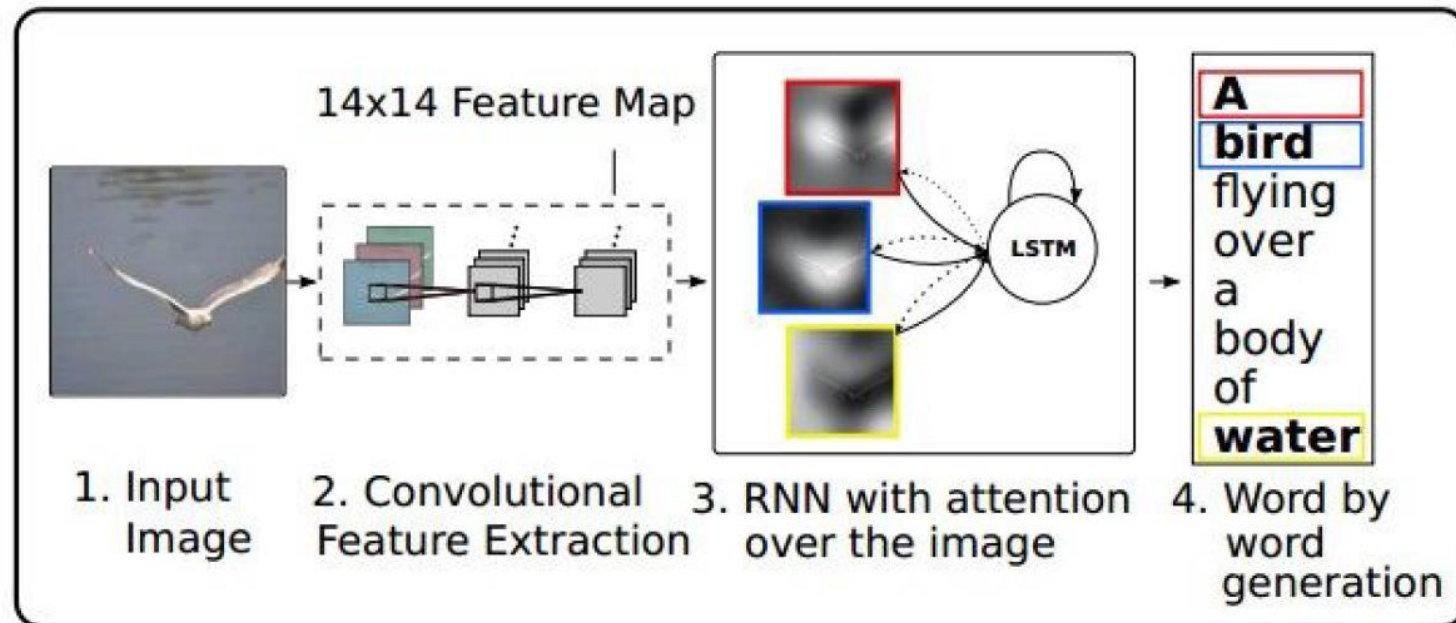 14x14 Feature Map
LSTM
A
bird
flying
over
a
body
of
water
1. Input
Image
2. Convolutional
Feature Extraction
3. RNN with attention
over the image
4. Word by
word
generation